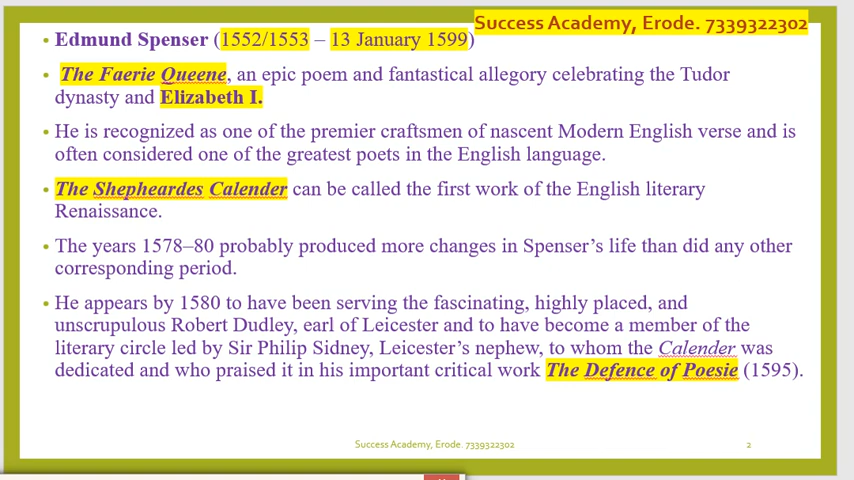 Success Academy, Erode. 7339322302
• Edmund Spenser (1552/1553 – 13 January 1599)
• The Faerie Queene, an epic poem and fantastical allegory celebrating the Tudor
dynasty and Elizabeth I.
• He is recognized as one of the premier craftsmen of nascent Modern English verse and is
often considered one of the greatest poets in the English language.
• The Shepheardes Calender can be called the first work of the English literary
Renaissance.
• The years 1578–80 probably produced more changes in Spenser’s life than did any other
corresponding period.
• He appears by 1580 to have been serving the fascinating, highly placed, and
unscrupulous Robert Dudley, earl of Leicester and to have become a member of the
literary circle led by Sir Philip Sidney, Leicester’s nephew, to whom the Calender was
dedicated and who praised it in his important critical work The Defence of Poesie (1595).
Success Academy, Erode. 7339322302
2